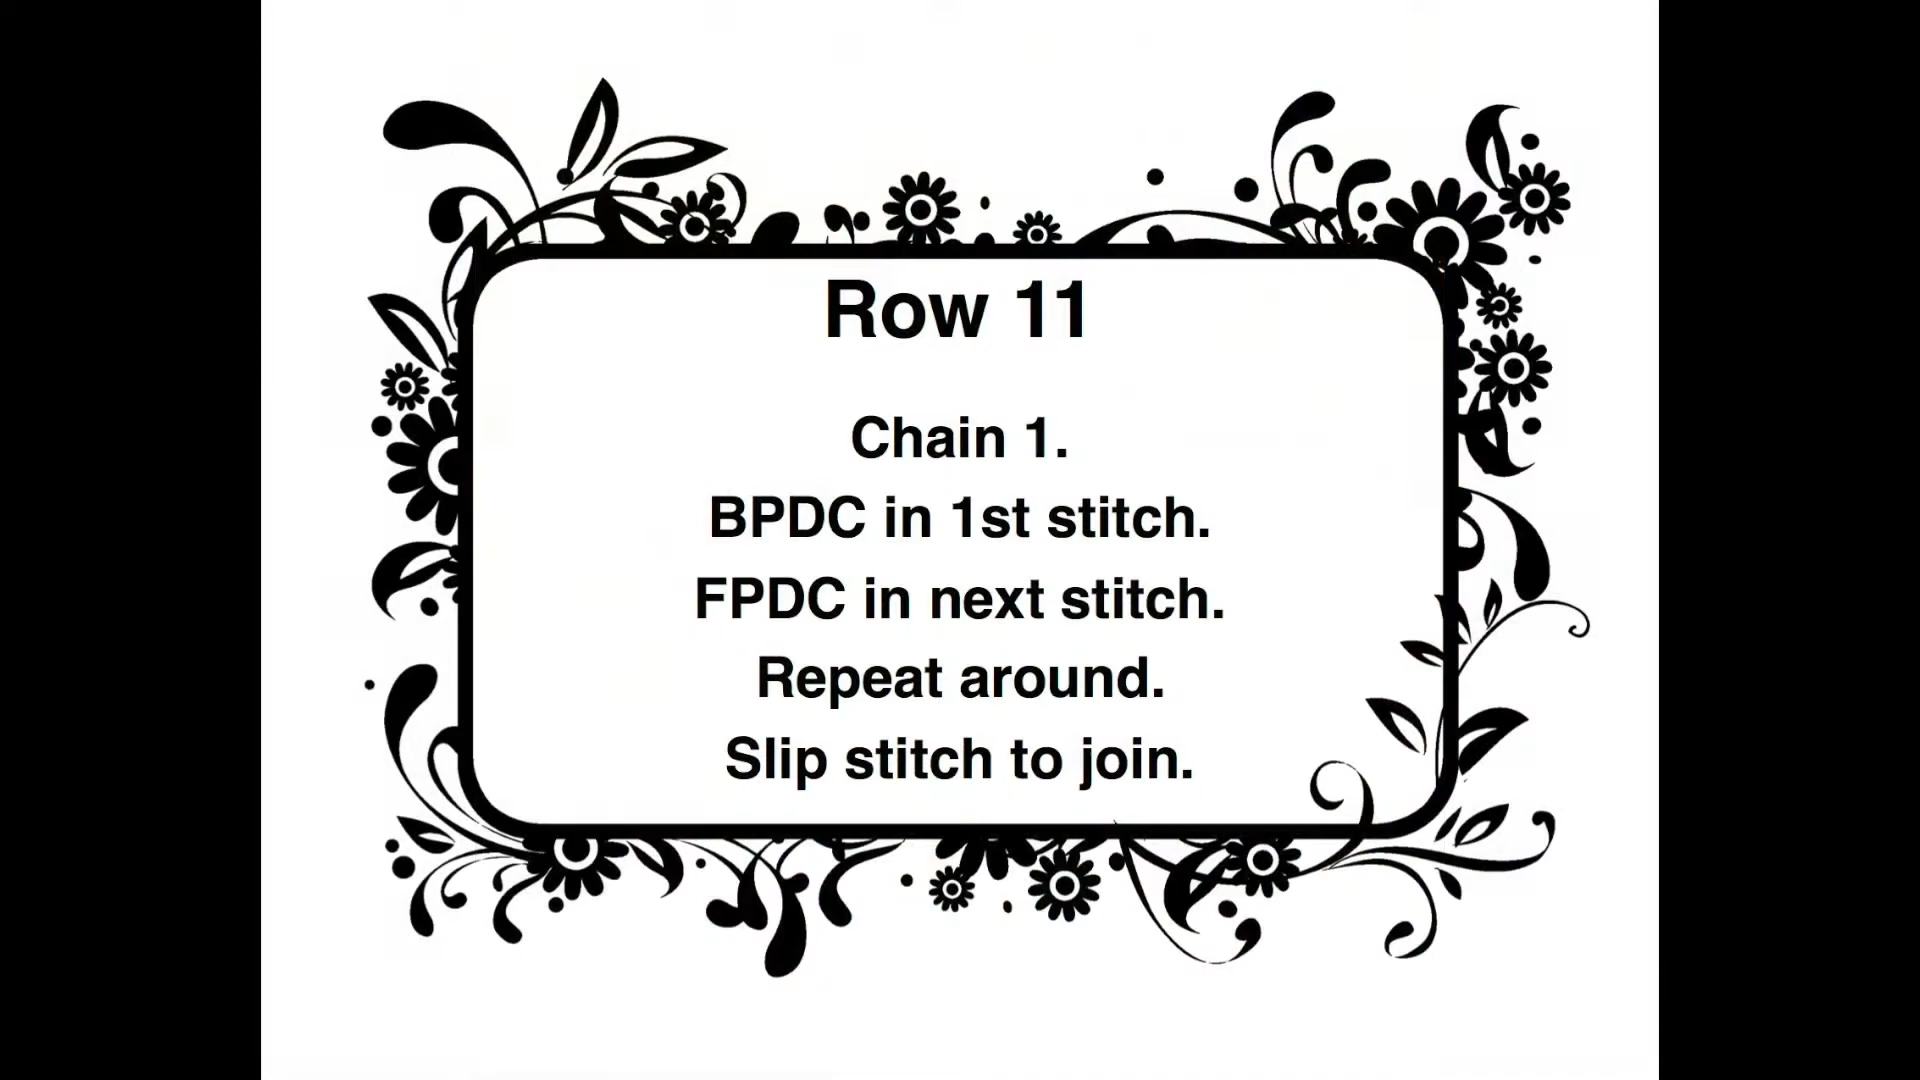 Row 11
Chain 1.
BPDC in 1st stitch.
FPDC in next stitch.
Repeat around.
Slip stitch to join.